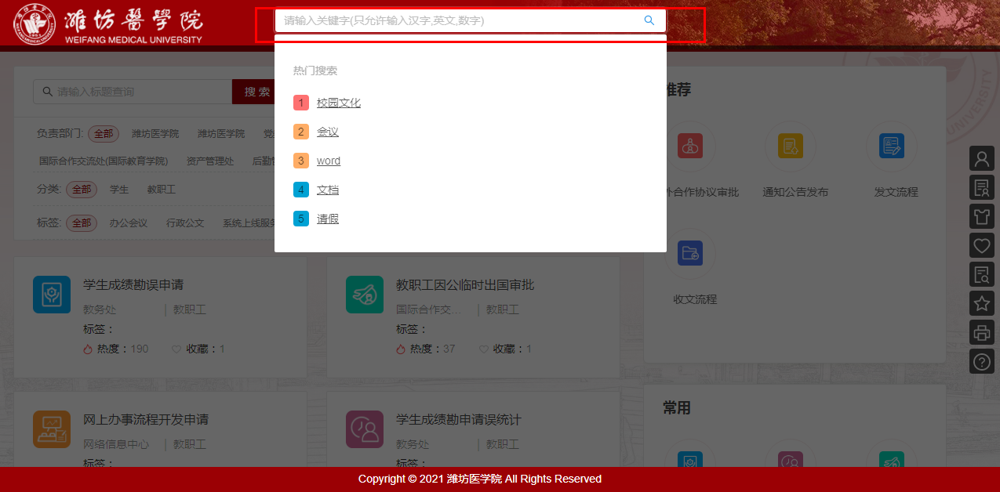 濰坊醫學院
WEIFANG MEDICAL UNIVERSITY
请输入关键字(只允许输入汉字,英文,数字)
热门搜索
1 校园文化
2 会议
3 word
4 文档
5 请假
请输入标题查询 搜 索
负责部门: 全部 潍坊医学院 潍坊医学院
国际合作交流处(国际教育学院) 资产管理处 后勤
分类: 全部 学生 教职工
标签: 全部 办公会议 行政公文 系统上线服务
学生成绩勘误申请
教务处 | 教职工
标签：
热度：190 收藏：1
教职工因公临时出国审批
国际合作交... | 教职工
标签：
热度：37 收藏：1
网上办事流程开发申请
网络信息中心 | 教职工
标签：
学生成绩勘申请误统计
教务处 | 教职工
标签：
推荐
外合作协议审批 通知公告发布 发文流程
收文流程
常用
UNIVERSITY
Copyright © 2021 潍坊医学院 All Rights Reserved